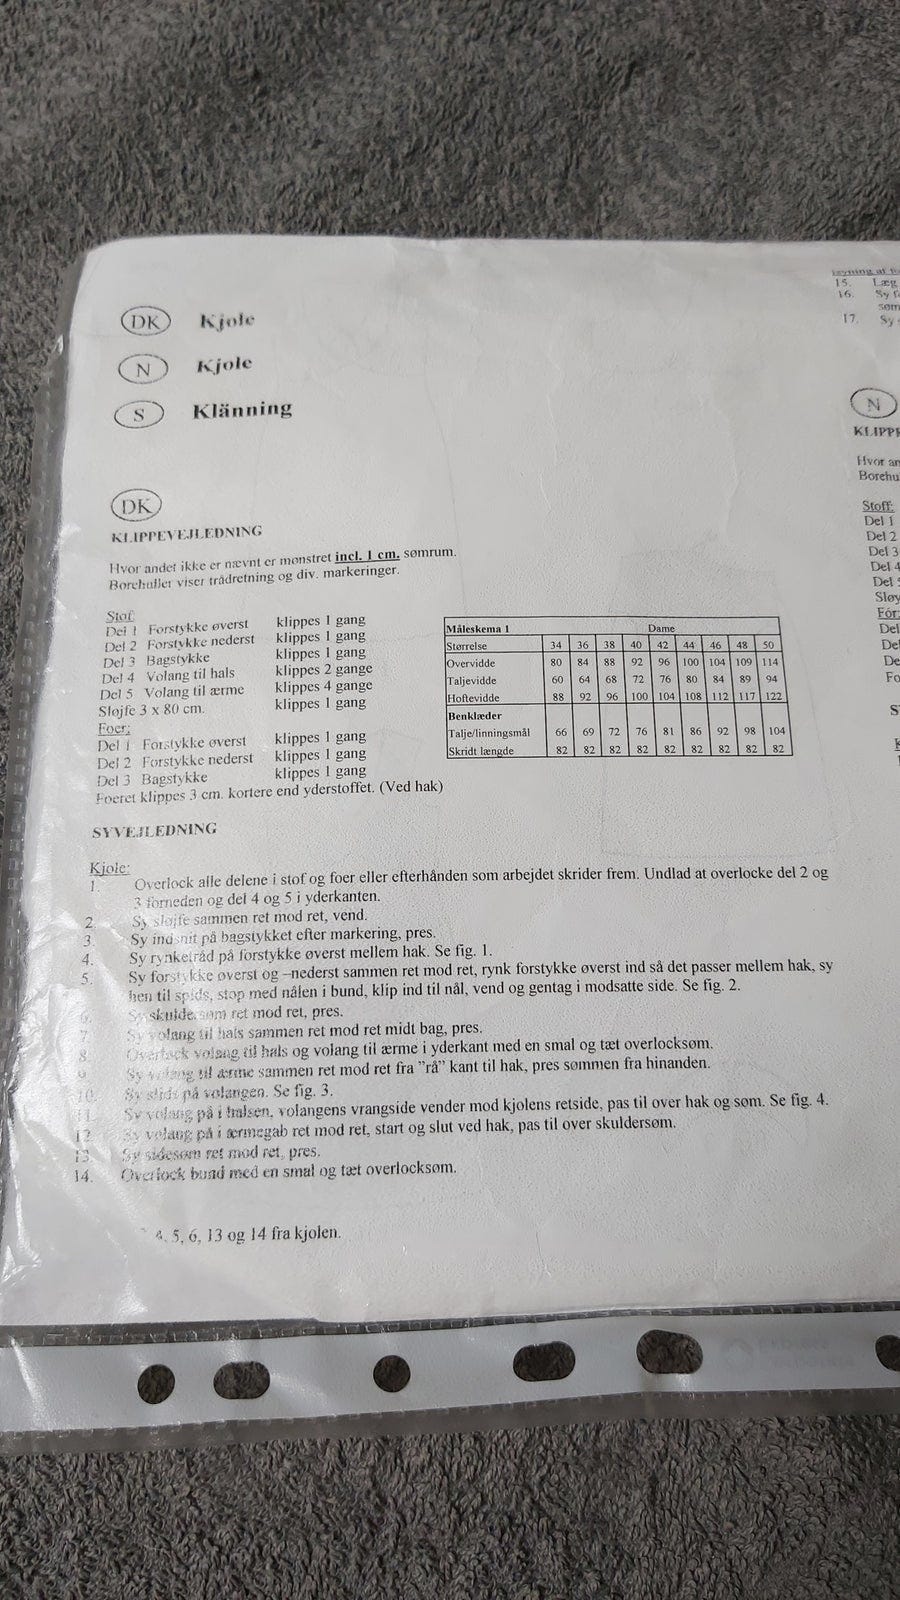 DK Kjole
N Kjole
S Klänning
DK
KLIPPEVEJLEDNING
Hvor andet ikke er nævnt er mønstret incl. 1 cm. sømrum.
Borehullet viser trådretning og div. markeringer.
Stof:
Del 1 Forstykke øverst klippes 1 gang
Del 2 Forstykke nederst klippes 1 gang
Del 3 Bagstykke klippes 1 gang
Del 4 Volang til hals klippes 2 gange
Del 5 Volang til ærme klippes 4 gange
Sløjfe 3 x 80 cm. klippes 1 gang
Foer:
Del 1 Forstykke øverst klippes 1 gang
Del 2 Forstykke nederst klippes 1 gang
Del 3 Bagstykke klippes 1 gang
Foeret klippes 3 cm. kortere end yderstoffet. (Ved hak)
Måleskema 1 Dame
Størrelse 34 36 38 40 42 44 46 48 50
Overvidde 80 84 88 92 96 100 104 109 114
Taljevidde 60 64 68 72 76 80 84 89 94
Hoftevidde 88 92 96 100 104 108 112 117 122
Benklæder
Talje/linningsmål 66 69 72 76 81 86 92 98 104
Skridt længde 82 82 82 82 82 82 82 82 82
SYVEJLEDNING
Kjole:
1. Overlock alle delene i stof og foer eller efterhånden som arbejdet skrider frem. Undlad at overlocke del 2 og
3 forneden og del 4 og 5 i yderkanten.
2. Sy sløjfe sammen ret mod ret, vend.
3. Sy indsnit på bagstykket efter markering, pres.
4. Sy rynketråd på forstykke øverst mellem hak. Se fig. 1.
5. Sy forstykke øverst og –nederst sammen ret mod ret, rynk forstykke øverst ind så det passer mellem hak, sy
hen til spids, stop med nålen i bund, klip ind til nål, vend og gentag i modsatte side. Se fig. 2.
6. Sy skuldersøm ret mod ret, pres.
7. Sy volang til hals sammen ret mod ret midt bag, pres.
8. Overlock volang til hals og volang til ærme i yderkant med en smal og tæt overlocksøm.
9. Sy volang til ærme sammen ret mod ret fra ”rå” kant til hak, pres sømmen fra hinanden.
10. Sy slids på volangen. Se fig. 3.
11. Sy volang på i halsen, volangens vrangside vender mod kjolens retside, pas til over hak og søm. Se fig. 4.
12. Sy volang på i ærmegab ret mod ret, start og slut ved hak, pas til over skuldersøm.
13. Sy sidesøm ret mod ret, pres.
14. Overlock bund med en smal og tæt overlocksøm.
4, 5, 6, 13 og 14 fra kjolen.
15. Læg
16. Sy
søm
17. Sy
N
KLIPP
Hvor an
Borehu
Stoff:
Del 1
Del 2
Del 3
Del 4
Del
Sløy
Fôr:
Del
De
De
Fo
S